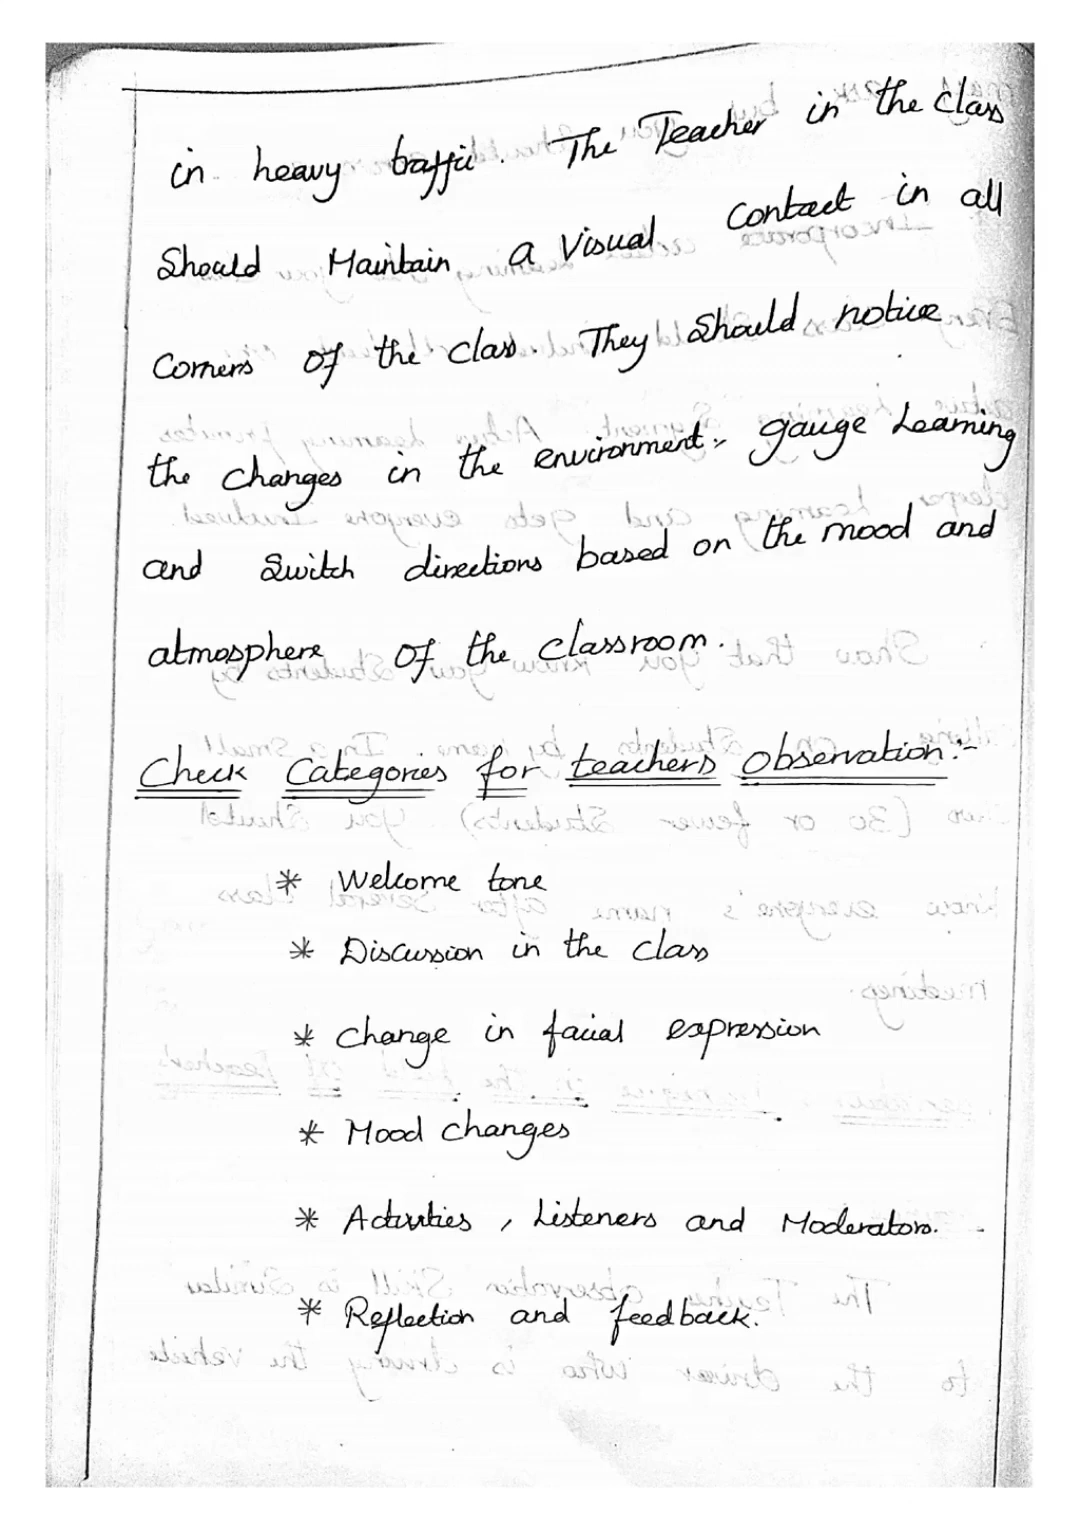 in heavy traffic. The Teacher in the class
Should Maintain a Visual Contact in all
Corners of the class. They Should notice
the changes in the environment, gauge Learning
and Switch directions based on the mood and
atmosphere of the classroom.
Check Categories for teachers Observation:-
* Welcome tone
* Discussion in the class
* Change in facial expression
* Mood changes
* Activities, Listeners and Moderators.
* Reflection and feedback.